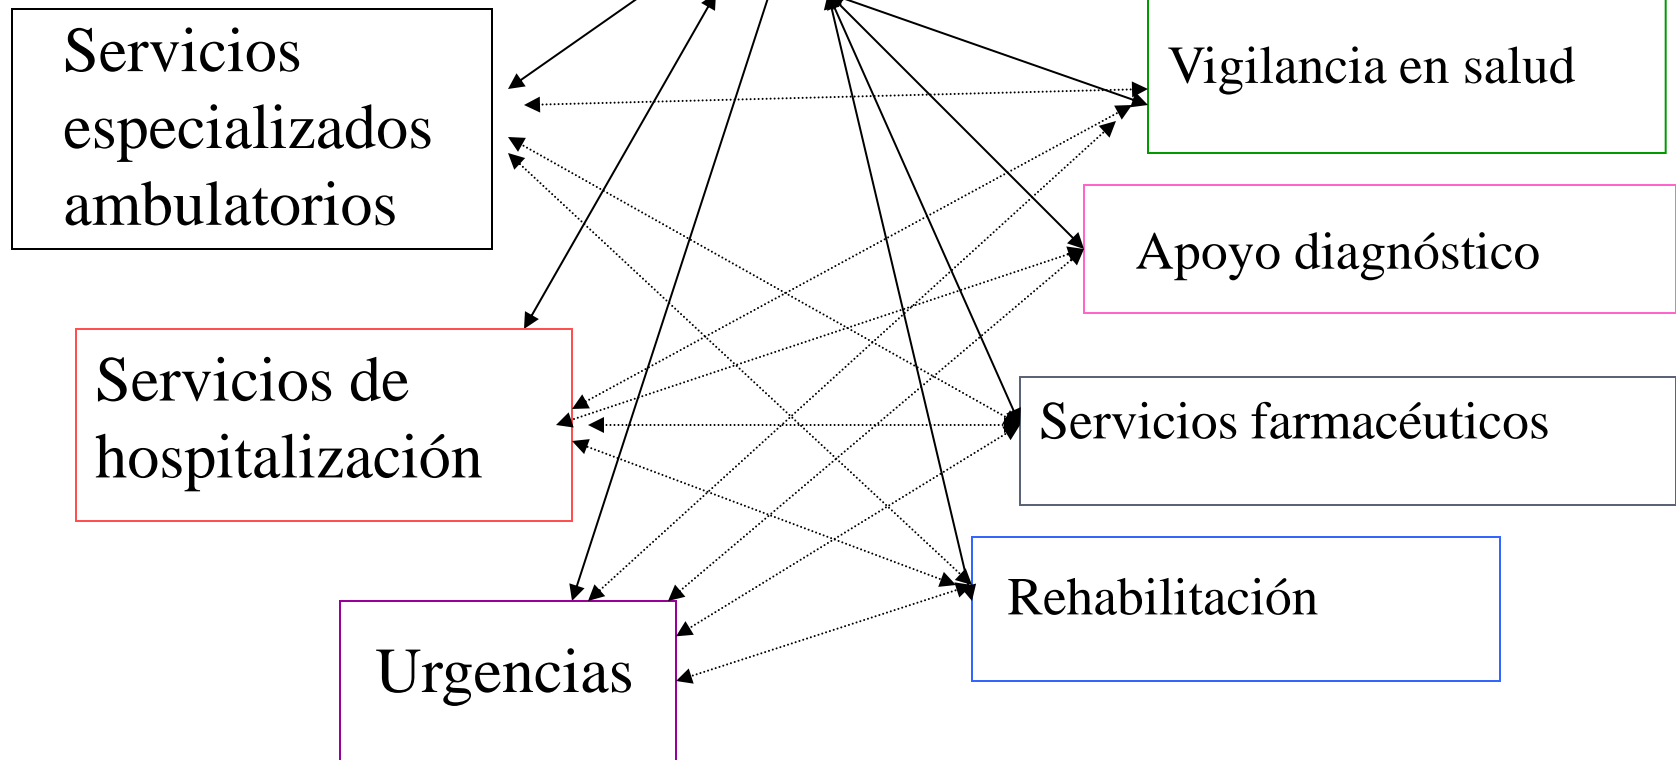 Servicios
especializados
ambulatorios
Vigilancia en salud
Apoyo diagnóstico
Servicios de
hospitalización
Servicios farmacéuticos
Rehabilitación
Urgencias